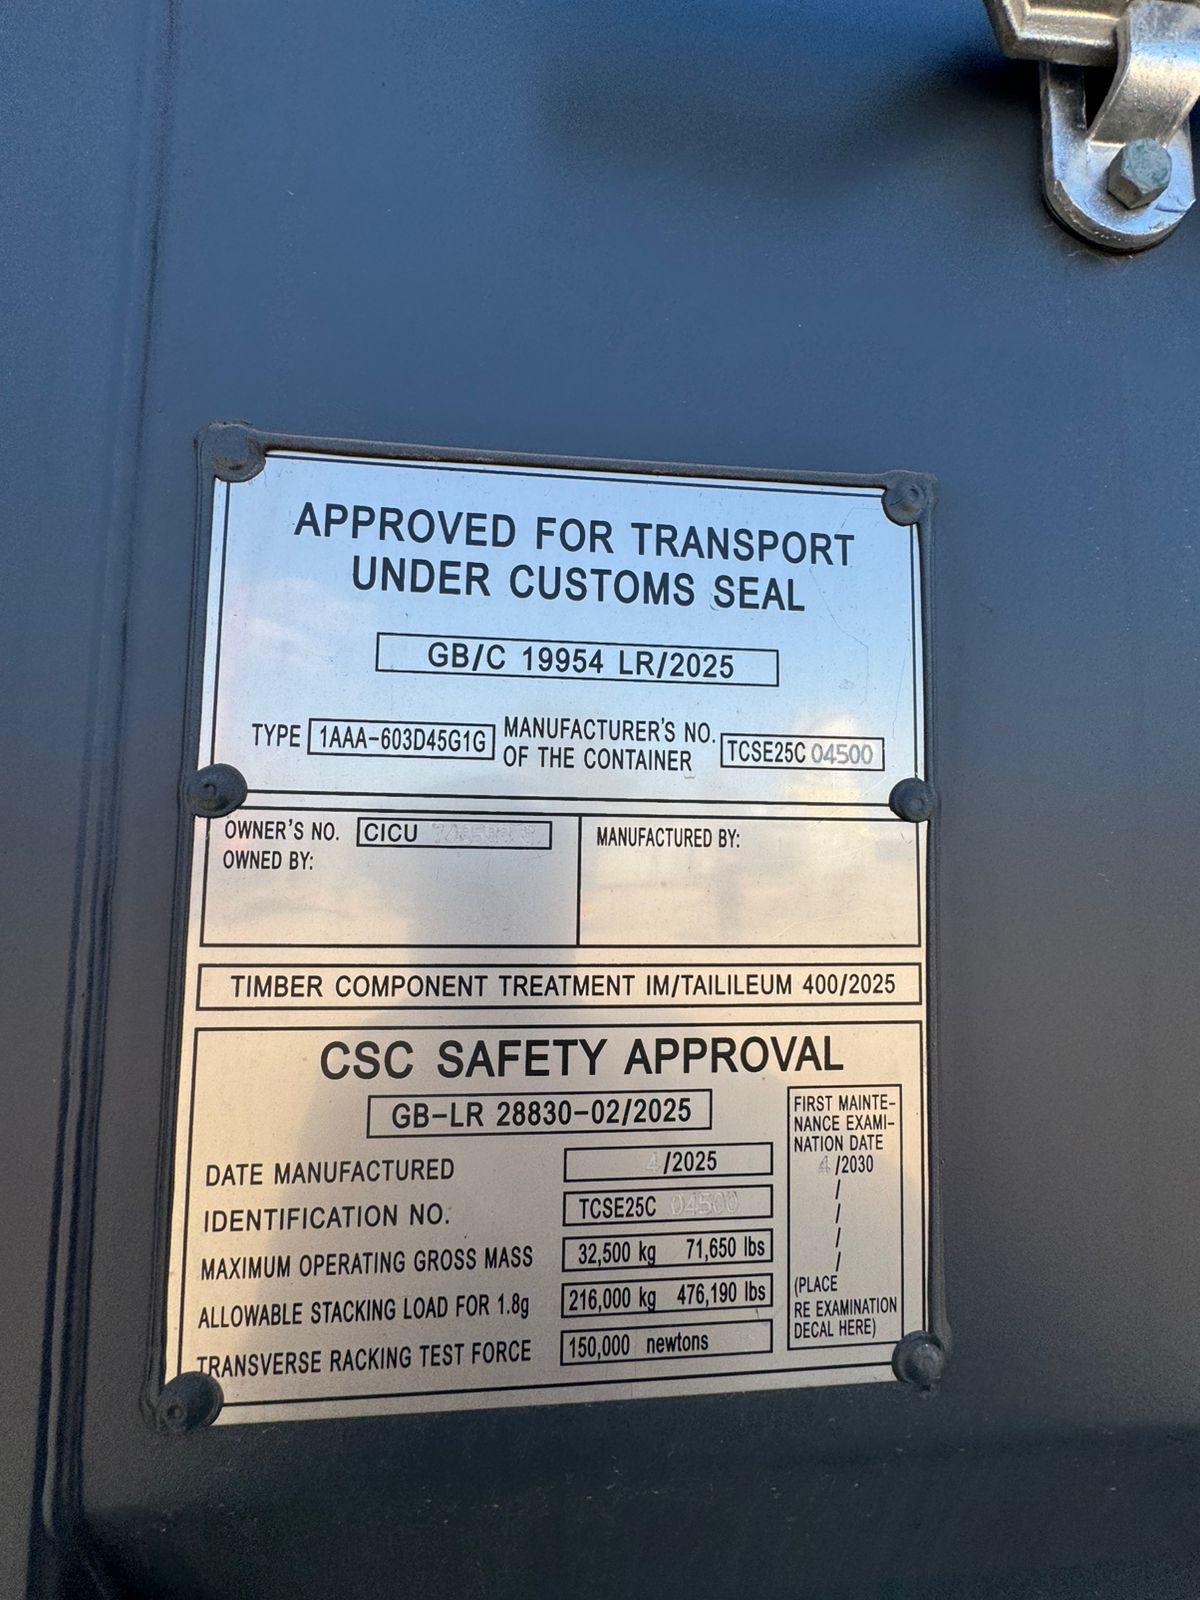 APPROVED FOR TRANSPORT
UNDER CUSTOMS SEAL
GB/C 19954 LR/2025
TYPE 1AAA-603D45G1G MANUFACTURER'S NO. OF THE CONTAINER TCSE25C 04500
OWNER'S NO. CICU
OWNED BY:
MANUFACTURED BY:
TIMBER COMPONENT TREATMENT IM/TAILILEUM 400/2025
CSC SAFETY APPROVAL
GB-LR 28830-02/2025
DATE MANUFACTURED 4/2025
IDENTIFICATION NO. TCSE25C 04500
MAXIMUM OPERATING GROSS MASS 32,500 kg 71,650 lbs
ALLOWABLE STACKING LOAD FOR 1.8g 216,000 kg 476,190 lbs
TRANSVERSE RACKING TEST FORCE 150,000 newtons
FIRST MAINTE-
NANCE EXAMI-
NATION DATE
4/2030
/
/
/
/
(PLACE
RE EXAMINATION
DECAL HERE)